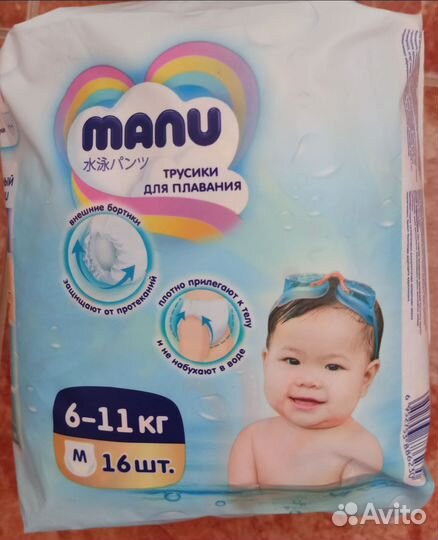 manu
水泳パンツ
ТРУСИКИ
ДЛЯ ПЛАВАНИЯ
внешние бортики
защищают от протеканий
плотно прилегают к телу
и не набухают в воде
6–11 кг
M
16 шт.
Avito